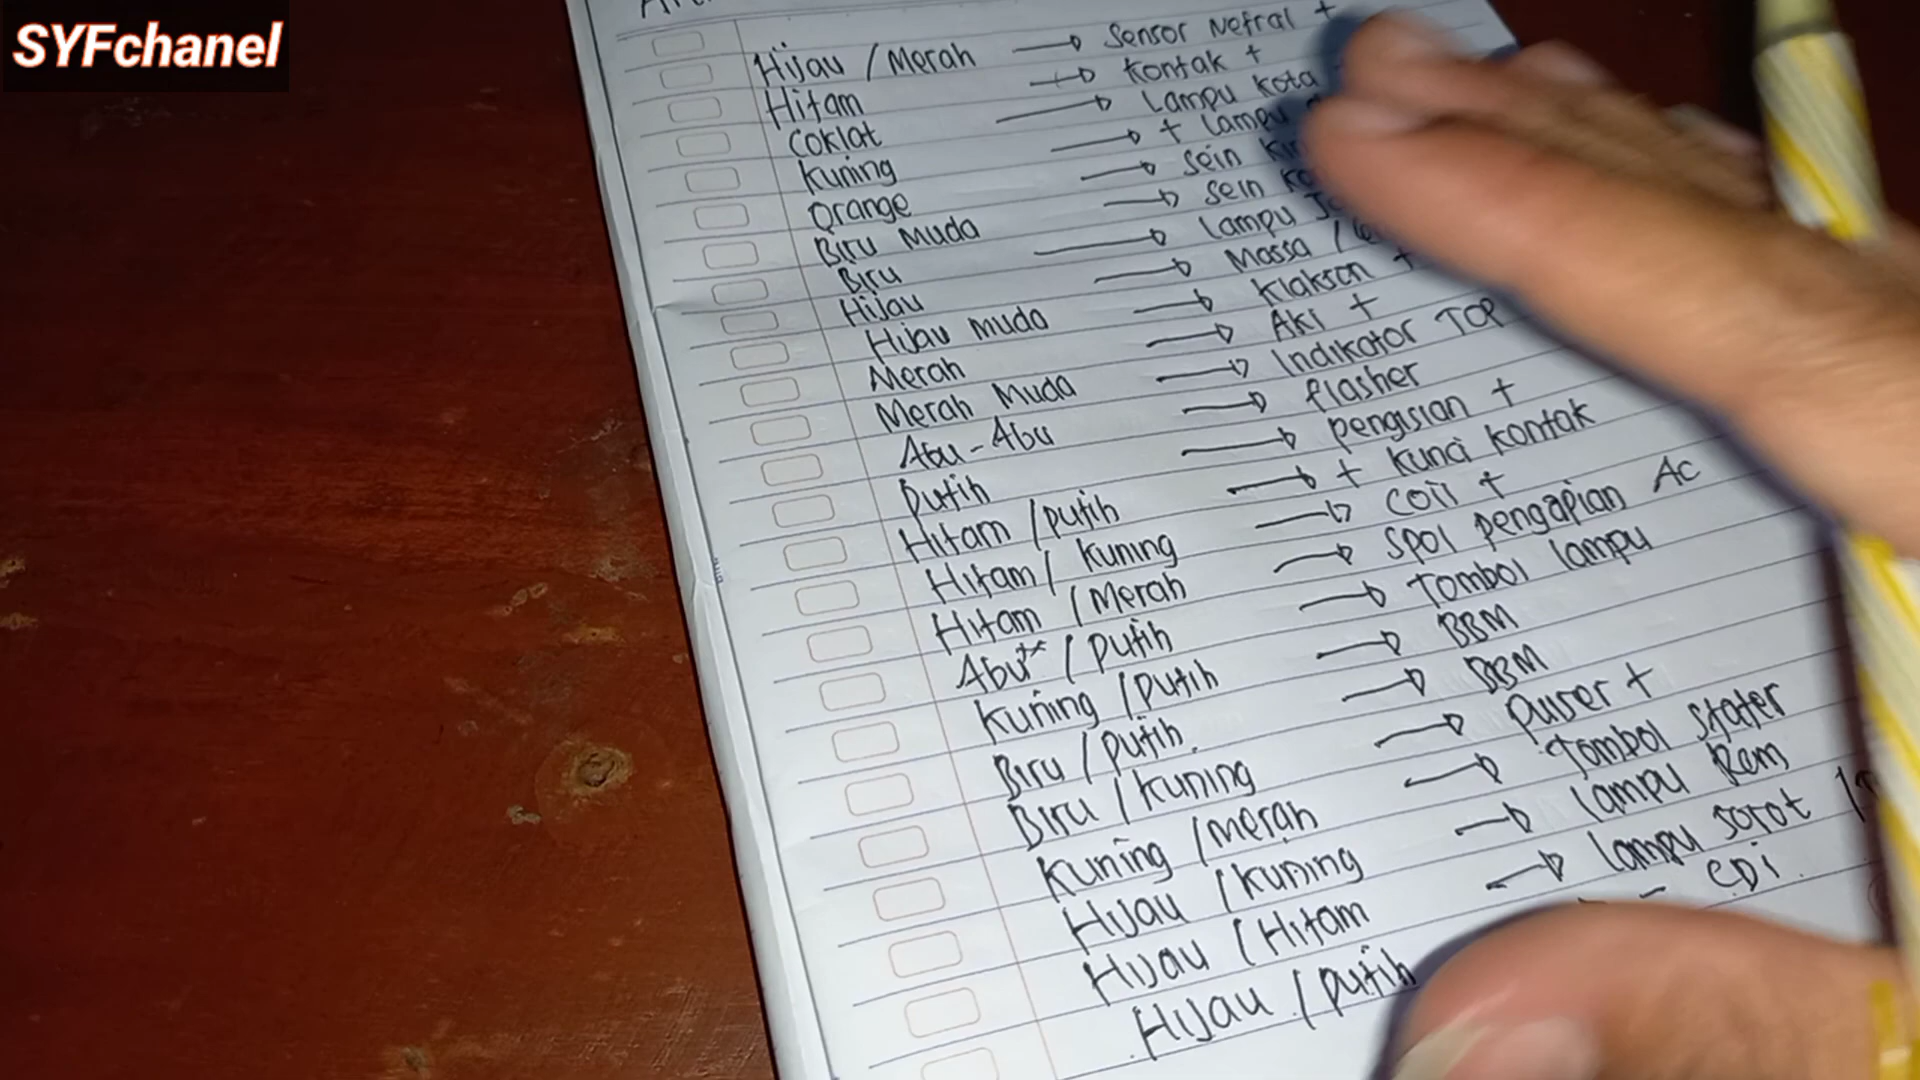 SYFchanel
Hijau / Merah → Sensor Netral +
Hitam → Kontak +
Coklat → Lampu kota
Kuning → + Lampu
Orange → Sein
Biru Muda → Sein
Biru → Lampu
Hijau → Massa /
Hijau muda → Klakson +
Merah → Aki +
Merah Muda → Indikator TOP
Abu-Abu → flasher
Putih → pengisian +
Hitam / putih → + Kunci kontak
Hitam / Kuning → Coil +
Hitam / Merah → Spol pengapian AC
Abu / putih → Tombol lampu
Kuning / putih → BBM
Biru / putih → BBM
Biru / kuning → Pulser +
Kuning / merah → Tombol Stater
Hijau / kuning → Lampu Rem
Hijau / Hitam → Lampu sorot
Hijau / putih - CDI